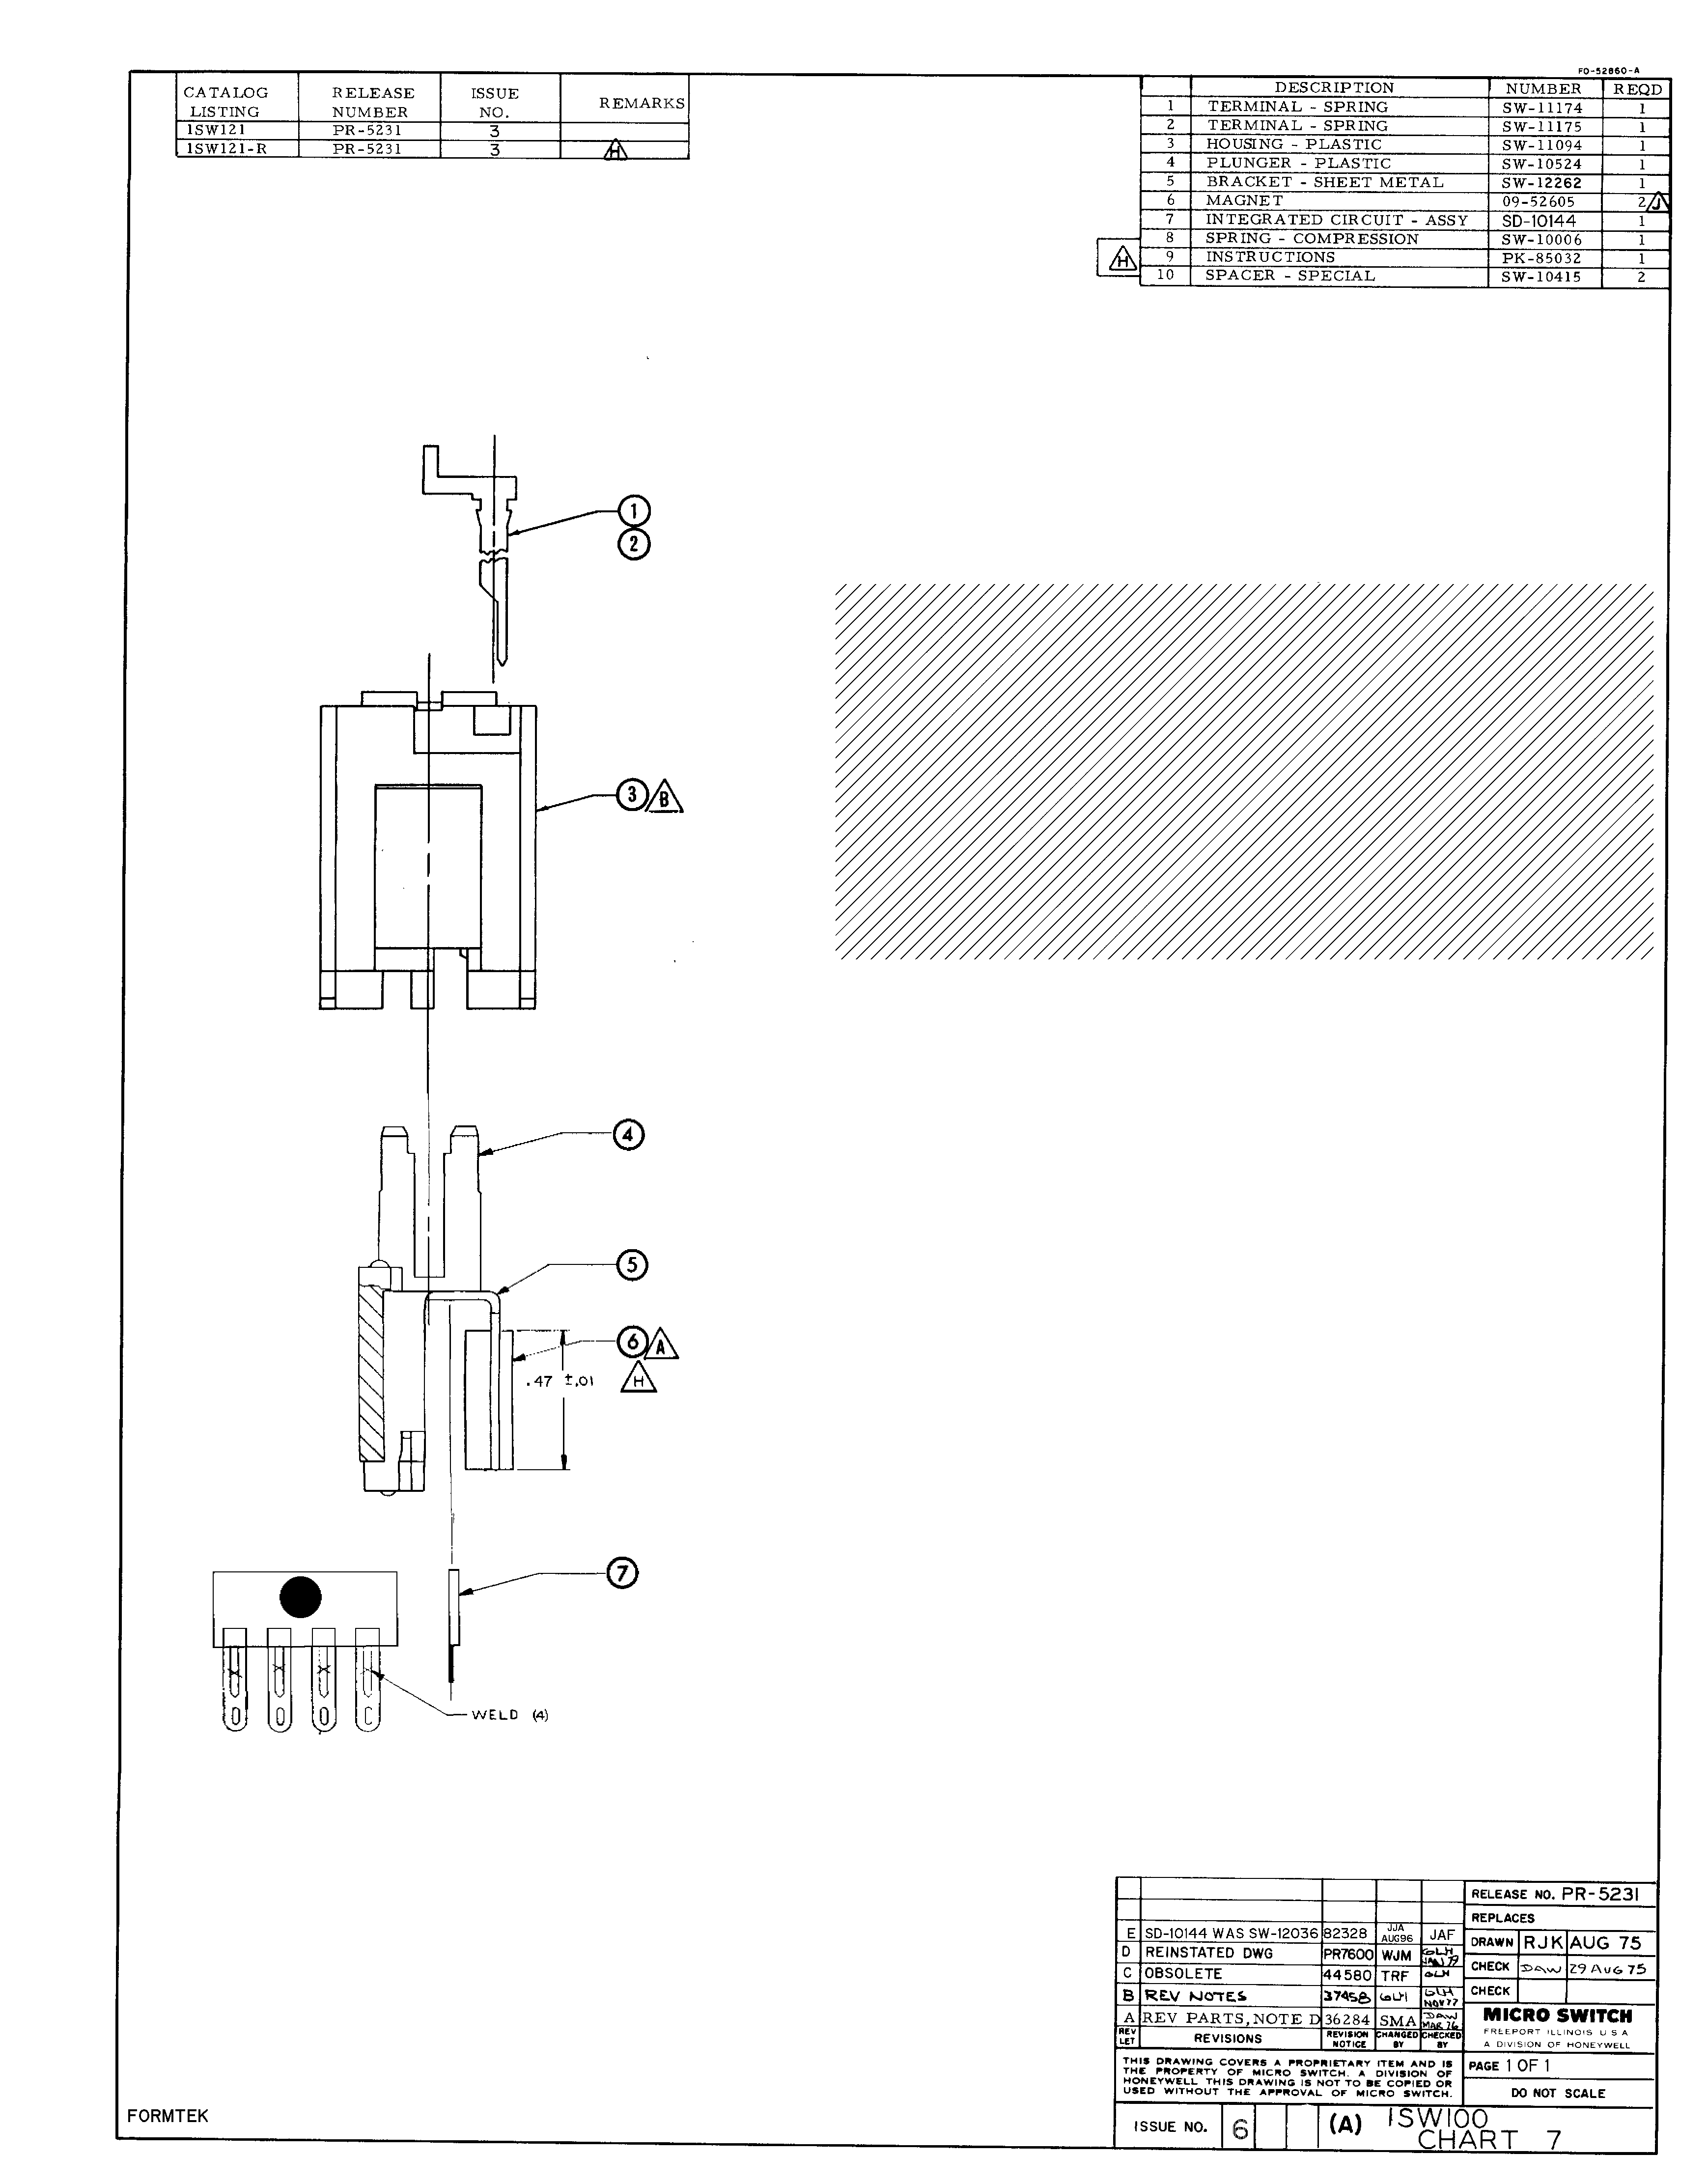 FO-52860-A
CATALOG LISTING RELEASE NUMBER ISSUE NO. REMARKS
1SW121 PR-5231 3
1SW121-R PR-5231 3 H
DESCRIPTION NUMBER REQD
1 TERMINAL - SPRING SW-11174 1
2 TERMINAL - SPRING SW-11175 1
3 HOUSING - PLASTIC SW-11094 1
4 PLUNGER - PLASTIC SW-10524 1
5 BRACKET - SHEET METAL SW-12262 1
6 MAGNET 09-52605 2 J
7 INTEGRATED CIRCUIT - ASSY SD-10144 1
8 SPRING - COMPRESSION SW-10006 1
H 9 INSTRUCTIONS PK-85032 1
10 SPACER - SPECIAL SW-10415 2
1
2
3 B
4
5
6 A
.47 ±.01 H
7
O O O C
WELD (4)
E SD-10144 WAS SW-12036 82328 JJA AUG96 JAF
D REINSTATED DWG PR7600 WJM GLH JAN 79
C OBSOLETE 44580 TRF GLH
B REV NOTES 37458 GLH GLH NOV77
A REV PARTS, NOTE D 36284 SMA DAW MAR 76
REV LET REVISIONS REVISION NOTICE CHANGED BY CHECKED BY
THIS DRAWING COVERS A PROPRIETARY ITEM AND IS
THE PROPERTY OF MICRO SWITCH. A DIVISION OF
HONEYWELL THIS DRAWING IS NOT TO BE COPIED OR
USED WITHOUT THE APPROVAL OF MICRO SWITCH.
RELEASE NO. PR-5231
REPLACES
DRAWN RJK AUG 75
CHECK DAW 29 AUG 75
CHECK
MICRO SWITCH
FREEPORT ILLINOIS U S A
A DIVISION OF HONEYWELL
PAGE 1 OF 1
DO NOT SCALE
ISSUE NO. 6 (A) 1SW100
CHART 7
FORMTEK